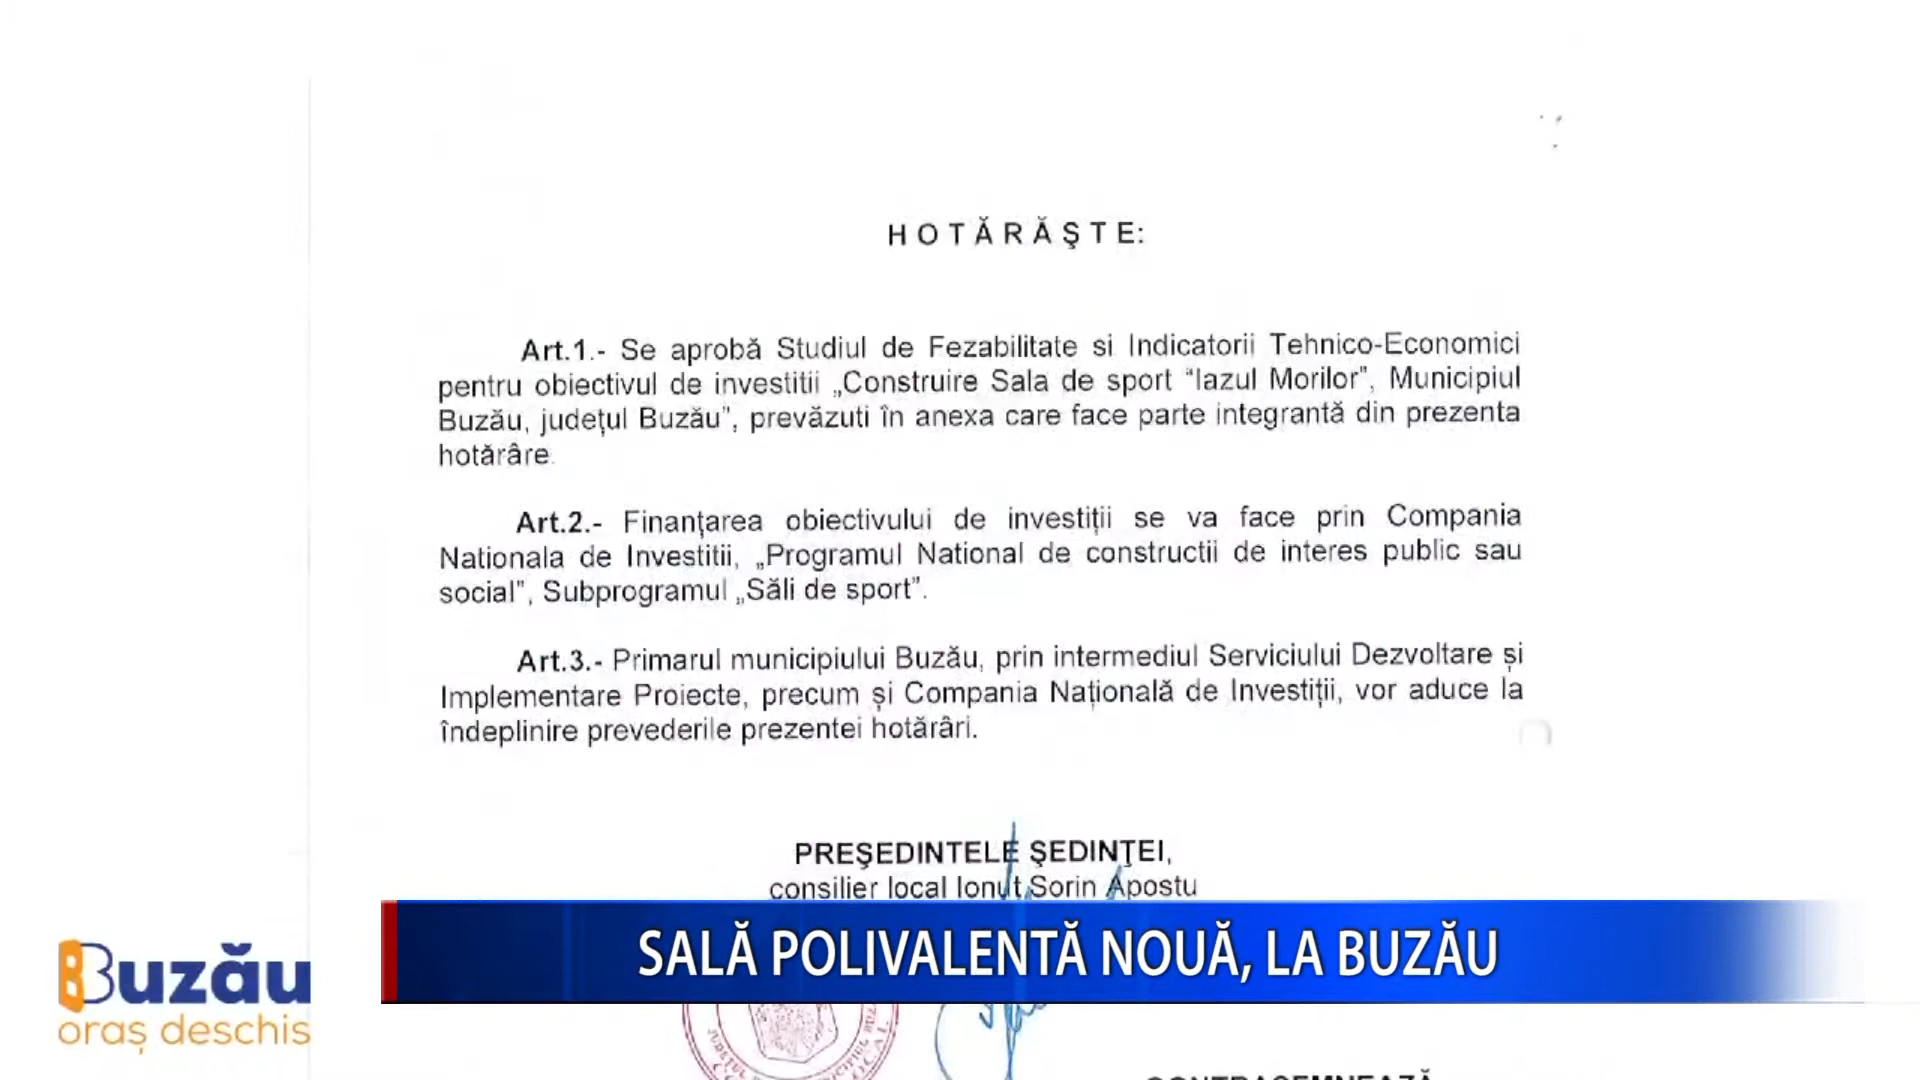 HOTĂRĂŞTE:
Art.1.- Se aprobă Studiul de Fezabilitate si Indicatorii Tehnico-Economici
pentru obiectivul de investitii „Construire Sala de sport “Iazul Morilor”, Municipiul
Buzău, județul Buzău”, prevăzuti în anexa care face parte integrantă din prezenta
hotărâre.
Art.2.- Finanțarea obiectivului de investiții se va face prin Compania
Nationala de Investitii, „Programul National de constructii de interes public sau
social”, Subprogramul „Săli de sport”.
Art.3.- Primarul municipiului Buzău, prin intermediul Serviciului Dezvoltare și
Implementare Proiecte, precum și Compania Națională de Investiții, vor aduce la
îndeplinire prevederile prezentei hotărâri.
PREŞEDINTELE ŞEDINŢEI,
consilier local Ionuț Sorin Apostu
SALĂ POLIVALENTĂ NOUĂ, LA BUZĂU
Buzău
oraș deschis
JUDEȚUL
CONTRASEMNEAZĂ